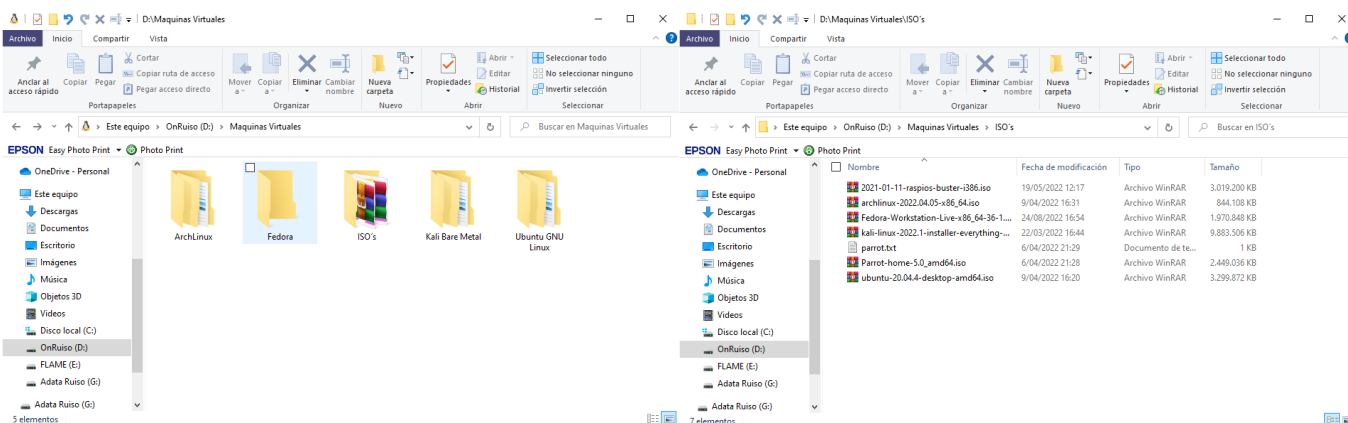 D:\Maquinas Virtuales
Archivo Inicio Compartir Vista
Anclar al acceso rápido
Copiar
Pegar
Cortar
Copiar ruta de acceso
Pegar acceso directo
Portapapeles
Mover a
Copiar a
Eliminar
Cambiar nombre
Organizar
Nueva carpeta
Nuevo
Propiedades
Abrir
Editar
Historial
Abrir
Seleccionar todo
No seleccionar ninguno
Invertir selección
Seleccionar
Este equipo > OnRuiso (D:) > Maquinas Virtuales
Buscar en Maquinas Virtuales
EPSON Easy Photo Print Photo Print
OneDrive - Personal
Este equipo
Descargas
Documentos
Escritorio
Imágenes
Música
Objetos 3D
Videos
Disco local (C:)
OnRuiso (D:)
FLAME (E:)
Adata Ruiso (G:)
Adata Ruiso (G:)
ArchLinux
Fedora
ISO´s
Kali Bare Metal
Ubuntu GNU
Linux
5 elementos
D:\Maquinas Virtuales\ISO´s
Archivo Inicio Compartir Vista
Anclar al acceso rápido
Copiar
Pegar
Cortar
Copiar ruta de acceso
Pegar acceso directo
Portapapeles
Mover a
Copiar a
Eliminar
Cambiar nombre
Organizar
Nueva carpeta
Nuevo
Propiedades
Abrir
Editar
Historial
Abrir
Seleccionar todo
No seleccionar ninguno
Invertir selección
Seleccionar
Este equipo > OnRuiso (D:) > Maquinas Virtuales > ISO´s
Buscar en ISO´s
EPSON Easy Photo Print Photo Print
OneDrive - Personal
Este equipo
Descargas
Documentos
Escritorio
Imágenes
Música
Objetos 3D
Videos
Disco local (C:)
OnRuiso (D:)
FLAME (E:)
Adata Ruiso (G:)
Adata Ruiso (G:)
Nombre Fecha de modificación Tipo Tamaño
2021-01-11-raspios-buster-i386.iso 19/05/2022 12:17 Archivo WinRAR 3.019.200 KB
archlinux-2022.04.05-x86_64.iso 9/04/2022 16:31 Archivo WinRAR 844.108 KB
Fedora-Workstation-Live-x86_64-36-1.... 24/08/2022 16:54 Archivo WinRAR 1.970.848 KB
kali-linux-2022.1-installer-everything-... 22/03/2022 16:44 Archivo WinRAR 9.883.506 KB
parrot.txt 6/04/2022 21:29 Documento de te... 1 KB
Parrot-home-5.0_amd64.iso 6/04/2022 21:28 Archivo WinRAR 2.449.036 KB
ubuntu-20.04.4-desktop-amd64.iso 9/04/2022 16:20 Archivo WinRAR 3.299.872 KB
7 elementos